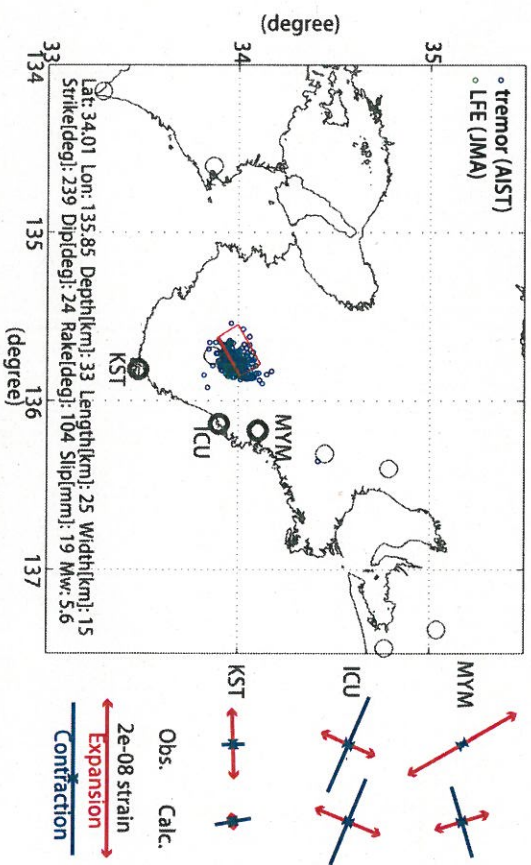 tremor (AIST)
LFE (JMA)
(degree)
35
34
33
134
135
136
137
(degree)
MYM
ICU
KST
Lat: 34.01 Lon: 135.85 Depth[km]: 33 Length[km]: 25 Width[km]: 15
Strike[deg]: 239 Dip[deg]: 24 Rake[deg]: 104 Slip[mm]: 19 Mw: 5.6
MYM
ICU
KST
Obs. Calc.
2e-08 strain
Expansion
Contraction